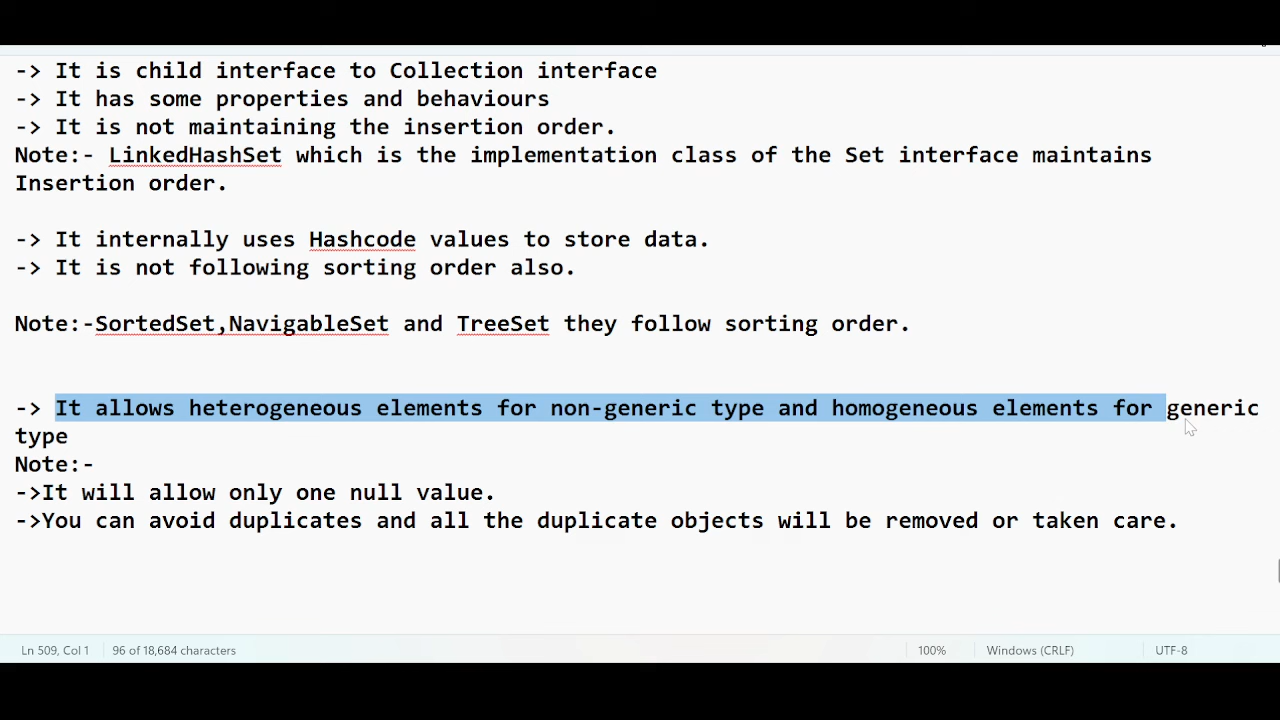 -> It is child interface to Collection interface
-> It has some properties and behaviours
-> It is not maintaining the insertion order.
Note:- LinkedHashSet which is the implementation class of the Set interface maintains
Insertion order.
-> It internally uses Hashcode values to store data.
-> It is not following sorting order also.
Note:-SortedSet,NavigableSet and TreeSet they follow sorting order.
-> It allows heterogeneous elements for non-generic type and homogeneous elements for generic
type
Note:-
->It will allow only one null value.
->You can avoid duplicates and all the duplicate objects will be removed or taken care.
Ln 509, Col 1 96 of 18,684 characters 100% Windows (CRLF) UTF-8